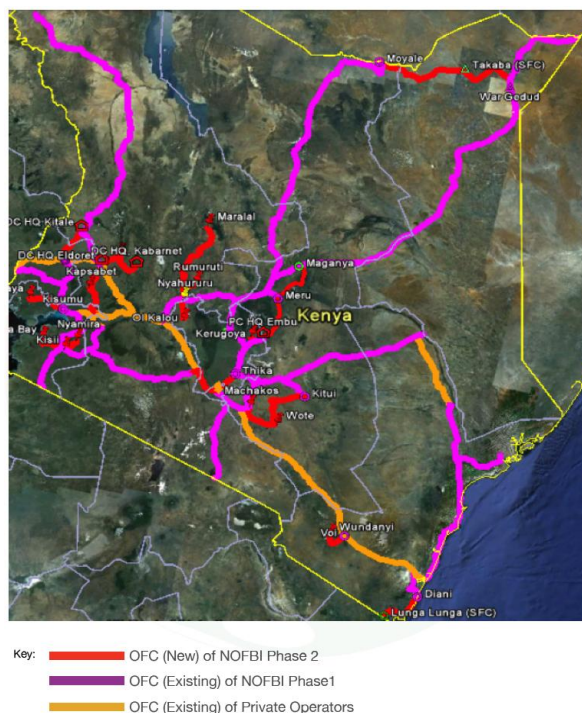 Moyale
Takaba (SFC)
War Gedud
Maralal
DC HQ Kitale
DC HQ Eldoret
DC HQ, Kabarnet
Kapsabet
Rumuruti
Maganya
Nyahururu
Kisumu
Meru
Kenya
Nyamira
Ol Kalou
PC HQ Embu
Kerugoya
Kisii
Thika
Machakos
Kitui
Wote
Voi
Wundanyi
Diani
Lunga Lunga (SFC)
Key:
OFC (New) of NOFBI Phase 2
OFC (Existing) of NOFBI Phase1
OFC (Existing) of Private Operators